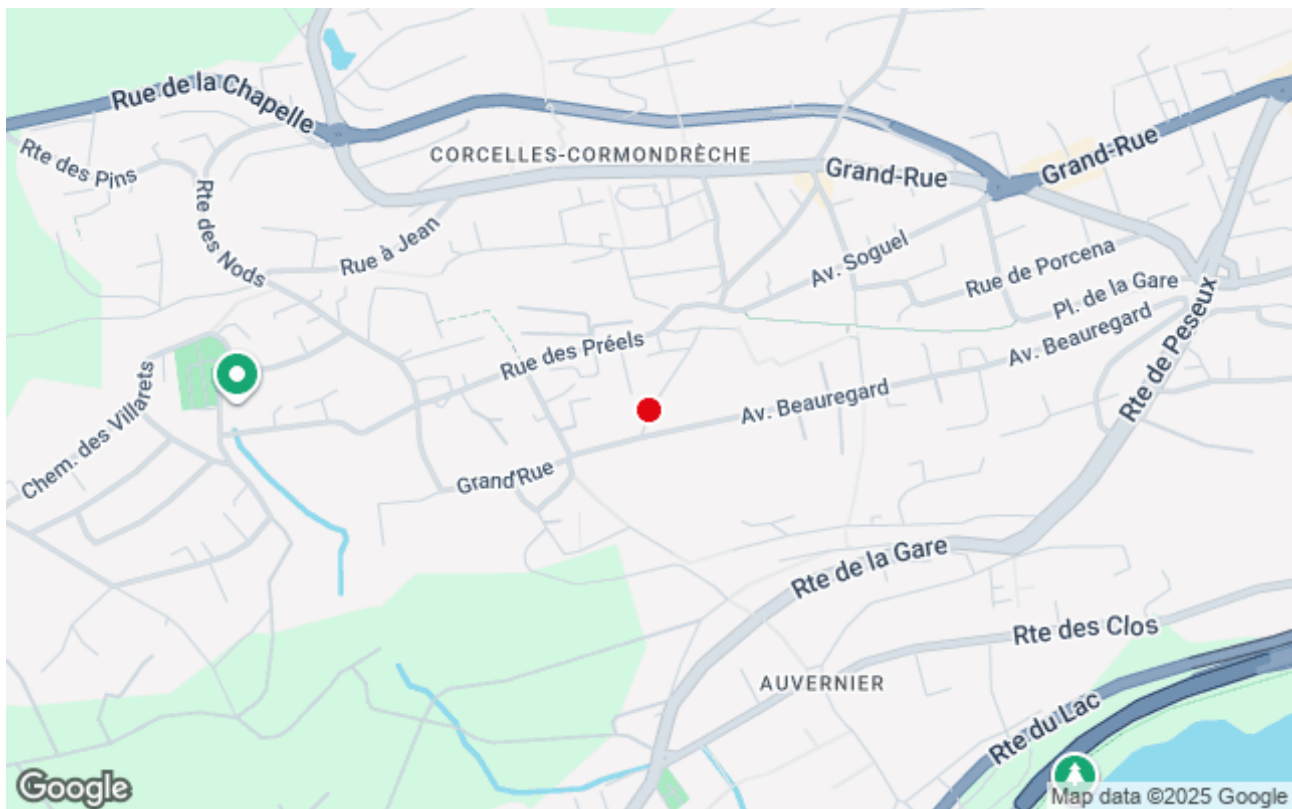 Rue de la Chapelle
Rte des Pins
CORCELLES-CORMONDRÈCHE
Grand-Rue
Grand-Rue
Rte des Nods
Rue à Jean
Av. Soguel
Rue de Porcena
Pl. de la Gare
Rue des Préels
Av. Beauregard
Rte de Peseux
Chem. des Villarets
Av. Beauregard
Grand'Rue
Rte de la Gare
Rte des Clos
AUVERNIER
Rte du Lac
Google
Map data ©2025 Google